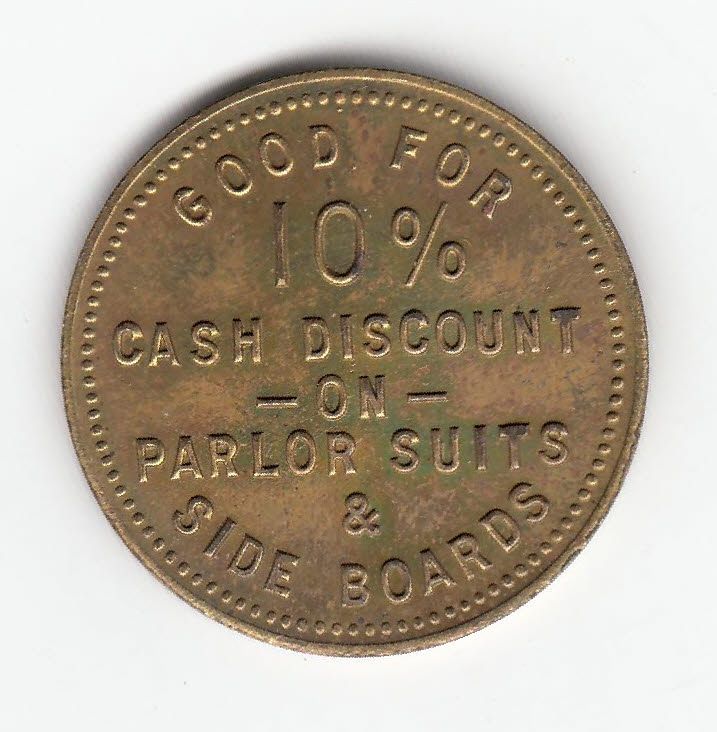 GOOD FOR
10%
CASH DISCOUNT
— ON —
PARLOR SUITS
&
SIDE BOARDS